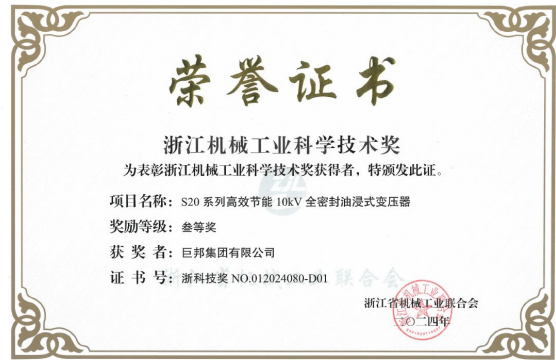 荣誉证书
浙江机械工业科学技术奖
为表彰浙江机械工业科学技术奖获得者，特颁发此证。
项目名称：S20 系列高效节能 10kV 全密封油浸式变压器
奖励等级：叁等奖
获 奖 者：巨邦集团有限公司
证 书 号：浙科技奖 NO.012024080-D01
浙江省机械工业联合会
二〇二四年